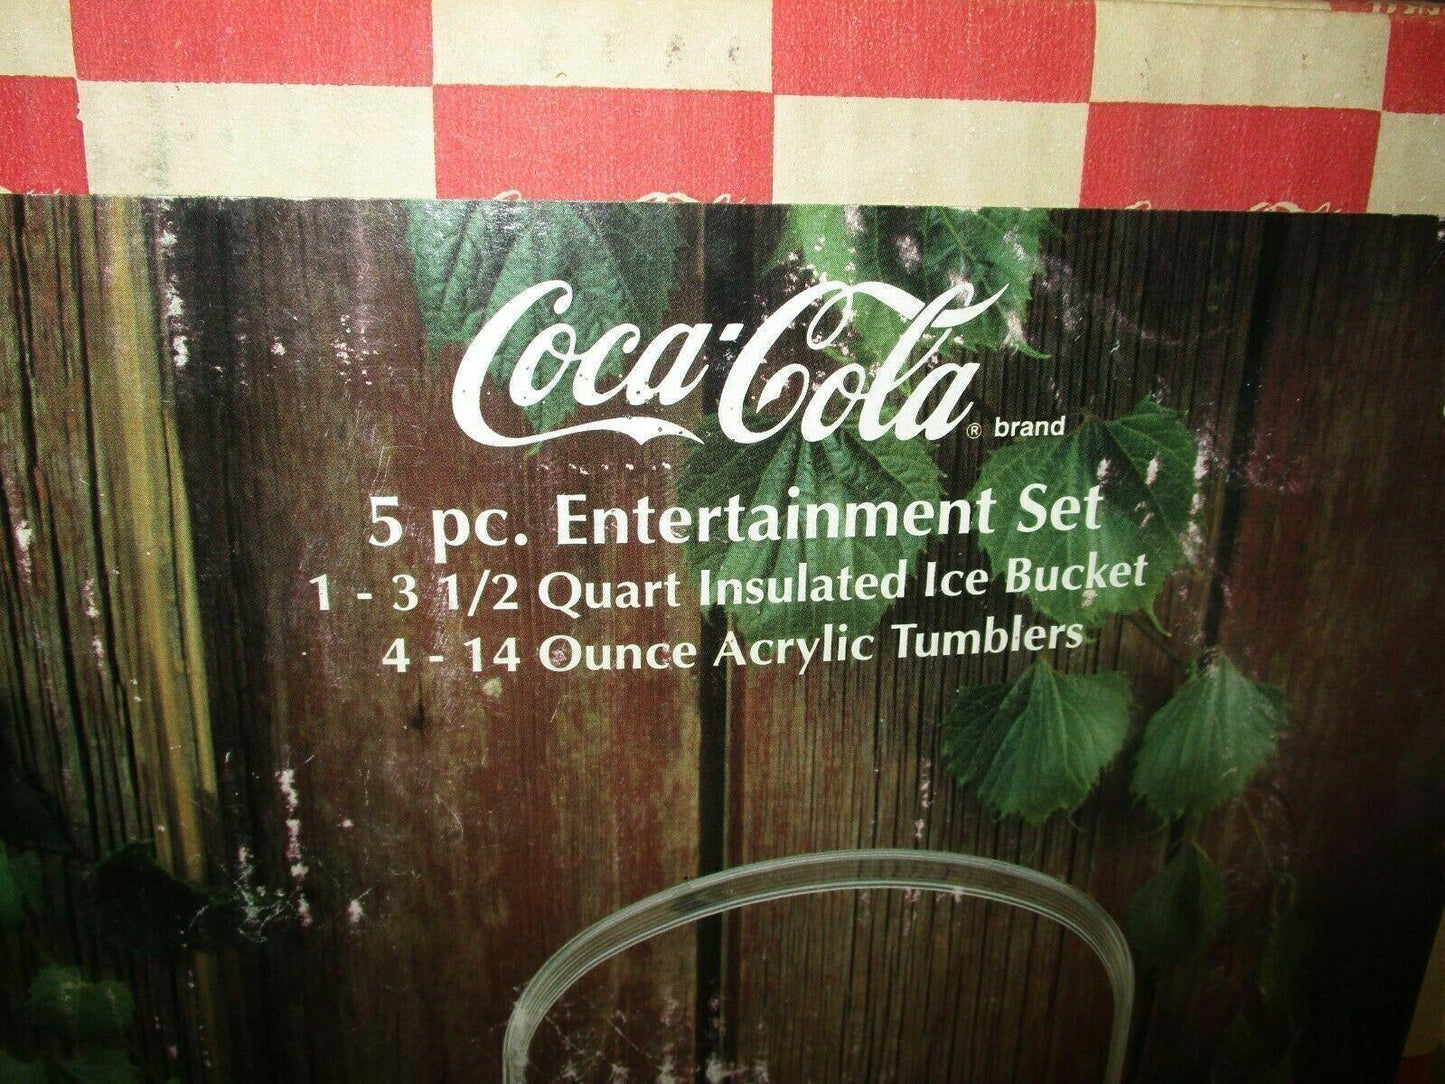 Coca-Cola ® brand
5 pc. Entertainment Set
1 - 3 1/2 Quart Insulated Ice Bucket
4 - 14 Ounce Acrylic Tumblers